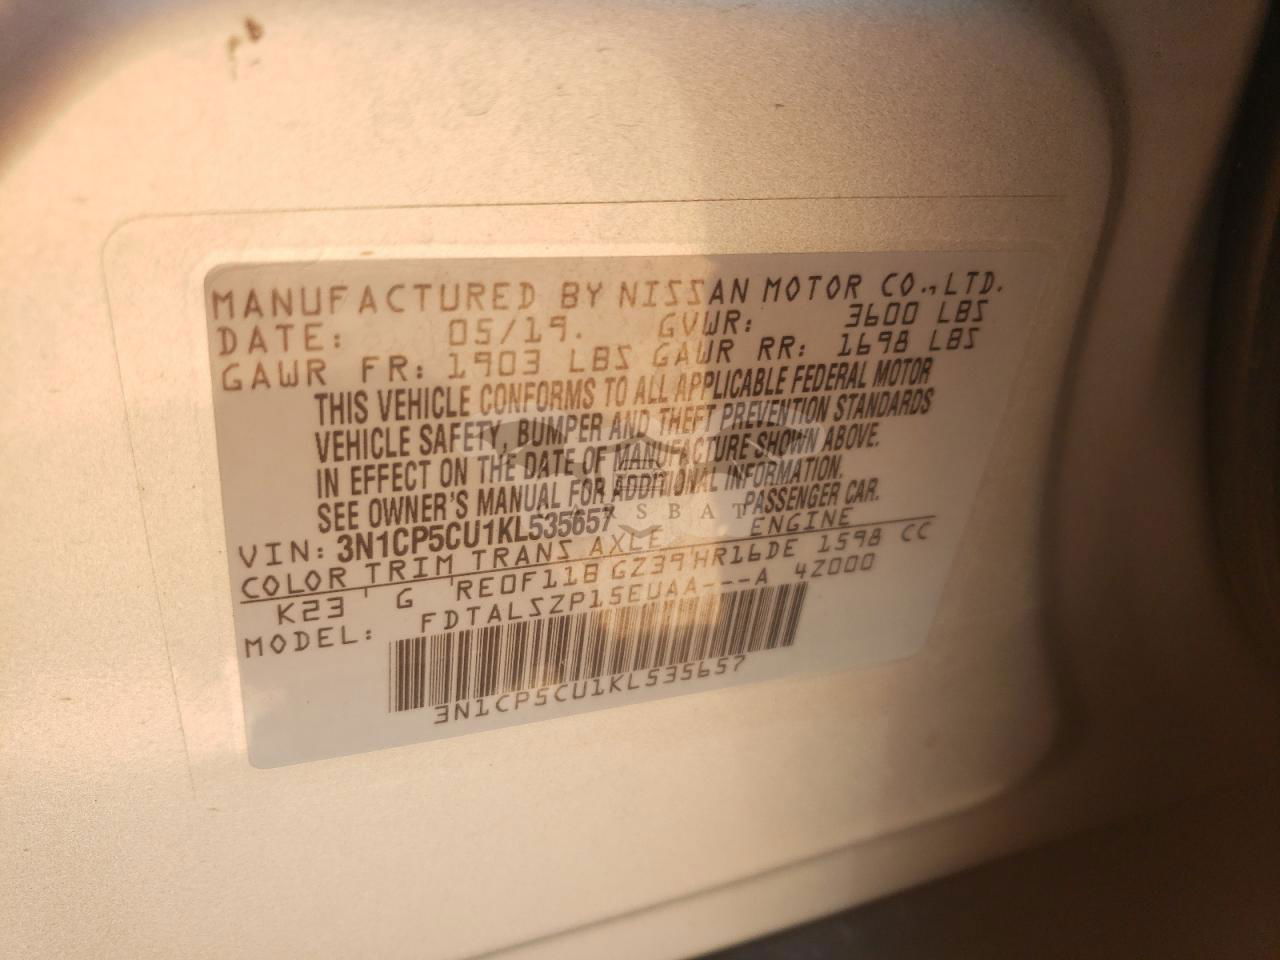 MANUFACTURED BY NISSAN MOTOR CO., LTD.
DATE: 05/19. GVWR: 3600 LBS
GAWR FR: 1903 LBS GAWR RR: 1698 LBS
THIS VEHICLE CONFORMS TO ALL APPLICABLE FEDERAL MOTOR
VEHICLE SAFETY, BUMPER AND THEFT PREVENTION STANDARDS
IN EFFECT ON THE DATE OF MANUFACTURE SHOWN ABOVE.
SEE OWNER'S MANUAL FOR ADDITIONAL INFORMATION.
VIN: 3N1CP5CU1KL535657 PASSENGER CAR.
COLOR TRIM TRANS AXLE ENGINE
K23 G RE0F11B GZ39 HR16DE 1598 CC
MODEL: FDTALSZP15EUAA---A 4Z000
3N1CP5CU1KL535657